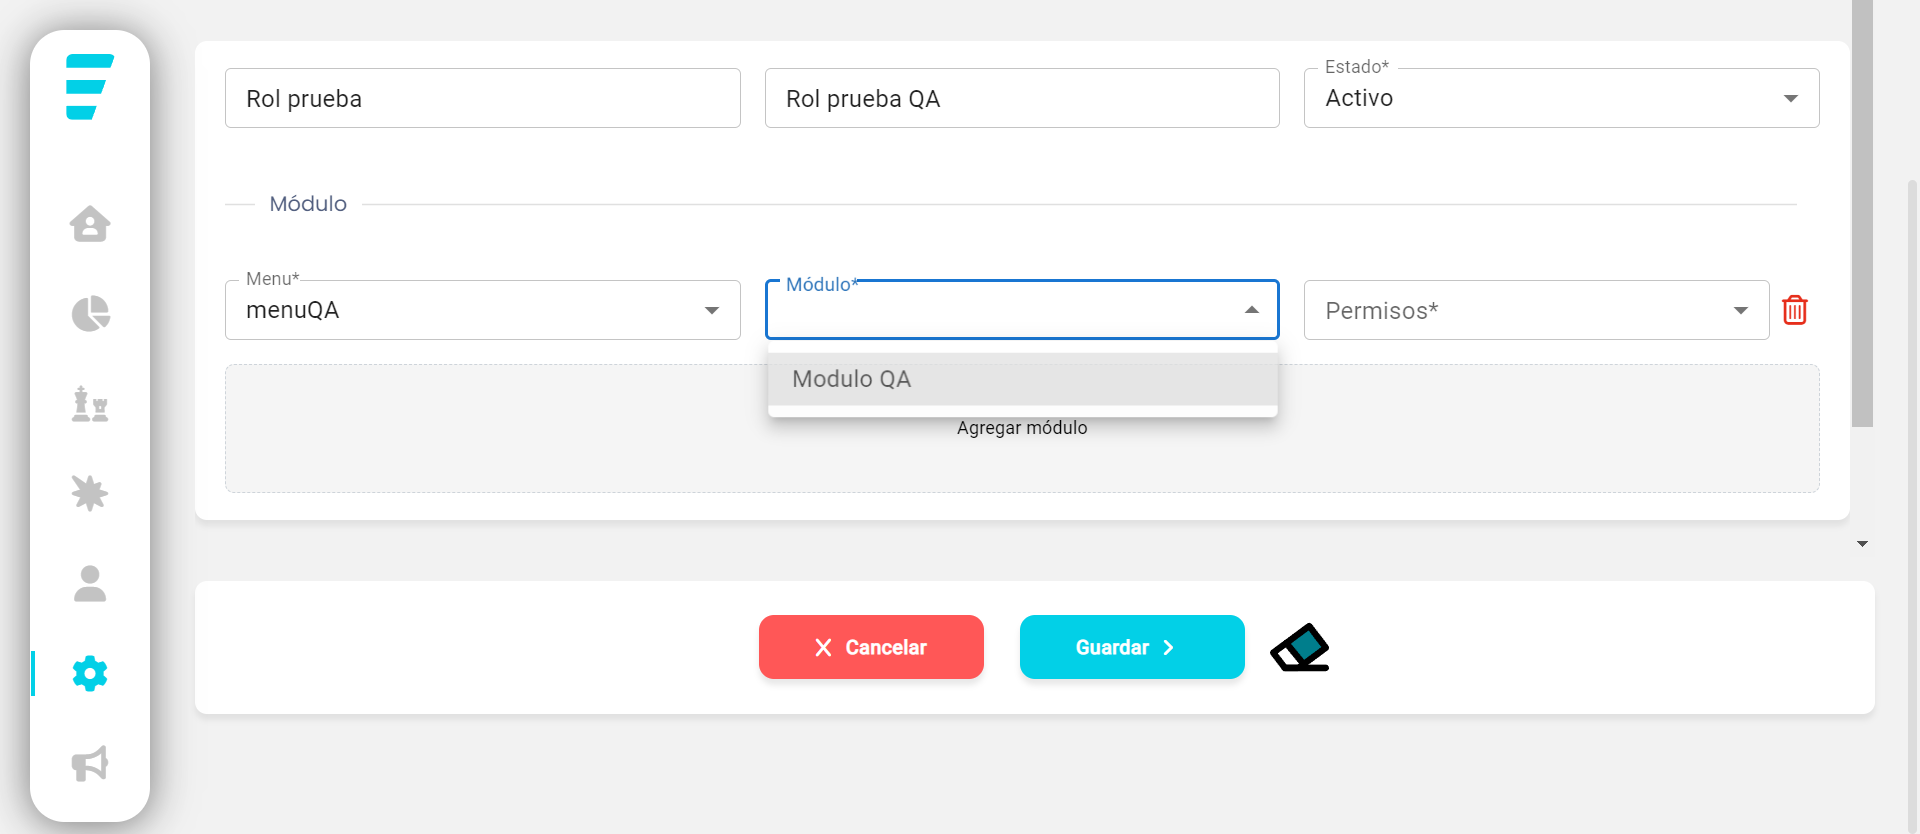 Rol prueba
Rol prueba QA
Estado*
Activo
Módulo
Menu*
menuQA
Módulo*
Permisos*
Modulo QA
Agregar módulo
Cancelar
Guardar